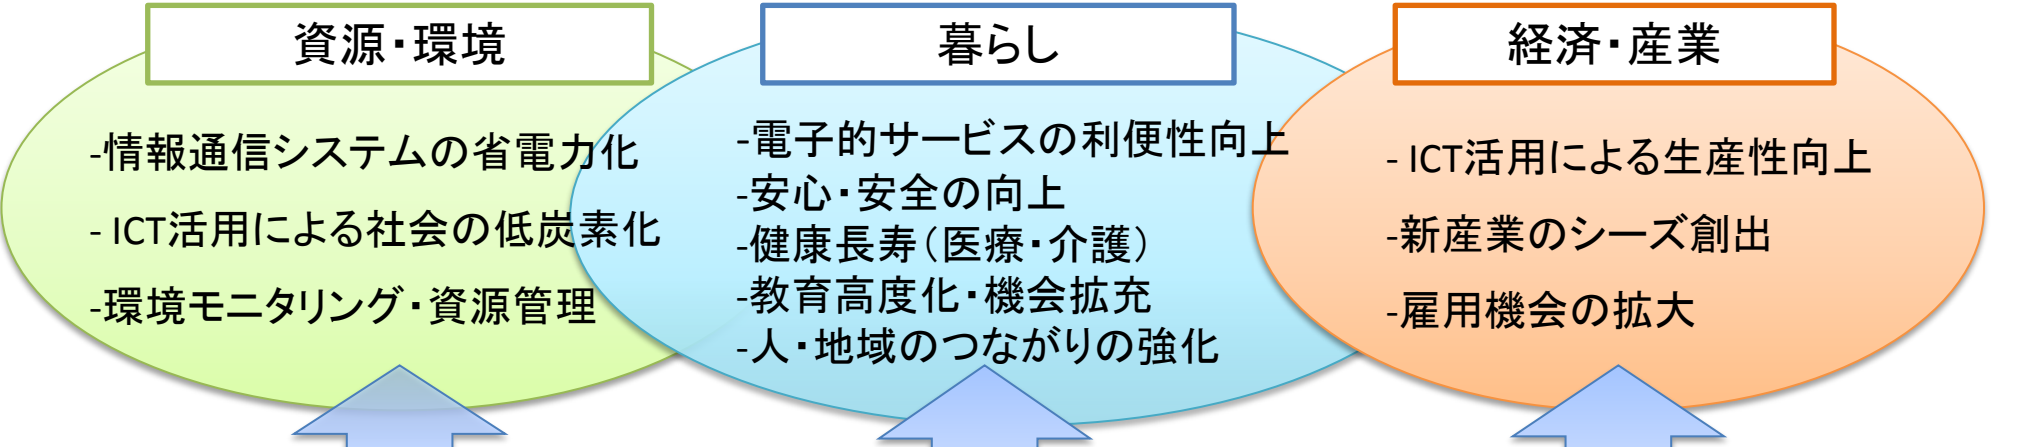 資源・環境
-情報通信システムの省電力化
- ICT活用による社会の低炭素化
-環境モニタリング・資源管理
暮らし
-電子的サービスの利便性向上
-安心・安全の向上
-健康長寿（医療・介護）
-教育高度化・機会拡充
-人・地域のつながりの強化
経済・産業
- ICT活用による生産性向上
-新産業のシーズ創出
-雇用機会の拡大